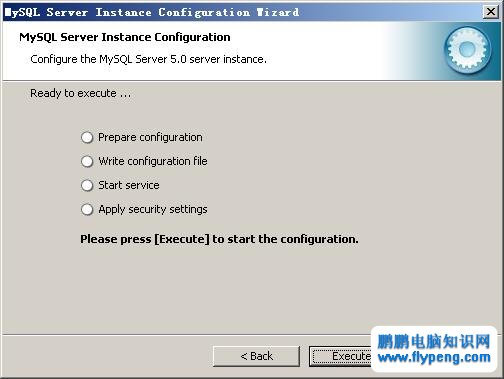 MySQL Server Instance Configuration Wizard
MySQL Server Instance Configuration
Configure the MySQL Server 5.0 server instance.
Ready to execute ...
Prepare configuration
Write configuration file
Start service
Apply security settings
Please press [Execute] to start the configuration.
< Back
Execute
鹏鹏电脑知识网
www.flypeng.com